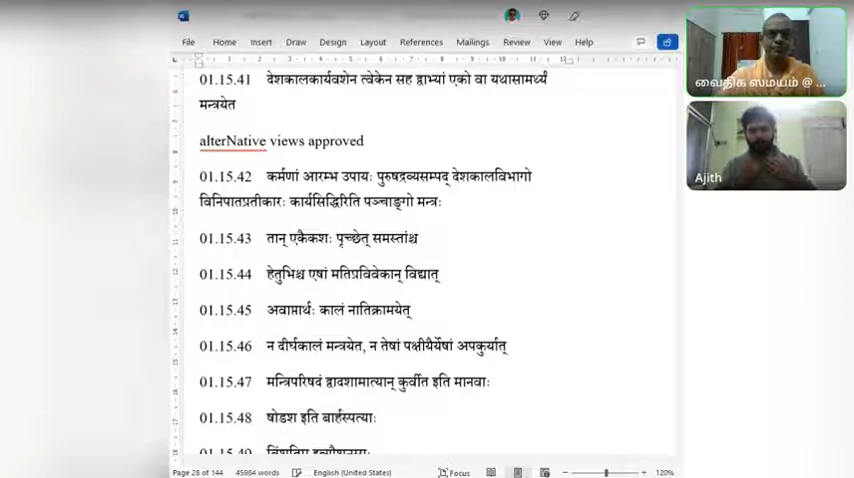 File Home Insert Draw Design Layout References Mailings Review View Help
01.15.41 देशकालकार्यवशेन त्वेकेन सह द्वाभ्यां एको वा यथासामर्थ्यं
मन्त्रयेत
alterNative views approved
01.15.42 कर्मणां आरम्भ उपायः पुरुषद्रव्यसम्पद् देशकालविभागो
विनिपातप्रतीकारः कार्यसिद्धिरिति पञ्चाङ्गो मन्त्रः
01.15.43 तान् एकैकशः पृच्छेत् समस्तांश्च
01.15.44 हेतुभिश्च एषां मतिप्रविवेकान् विद्यात्
01.15.45 अवाप्तार्थः कालं नातिक्रामयेत्
01.15.46 न दीर्घकालं मन्त्रयेत, न तेषां पक्षीयैर्येषां अपकुर्यात्
01.15.47 मन्त्रिपरिषदं द्वादशामात्यान् कुर्वीत इति मानवाः
01.15.48 षोडश इति बार्हस्पत्याः
01.15.49
Page 28 of 144 45984 words English (United States) Focus 120%
வைதிக ஸமயம் @ ...
Ajith